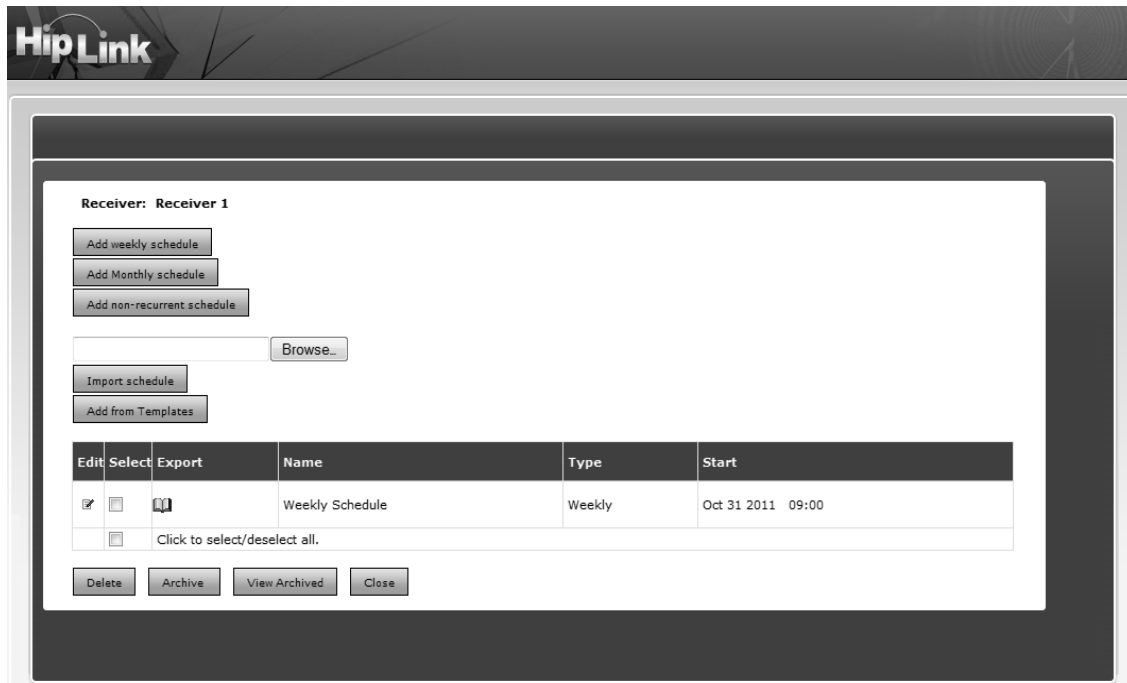 HipLink
Receiver: Receiver 1
Add weekly schedule
Add Monthly schedule
Add non-recurrent schedule
Browse...
Import schedule
Add from Templates
Edit Select Export Name Type Start
Weekly Schedule Weekly Oct 31 2011 09:00
Click to select/deselect all.
Delete Archive View Archived Close